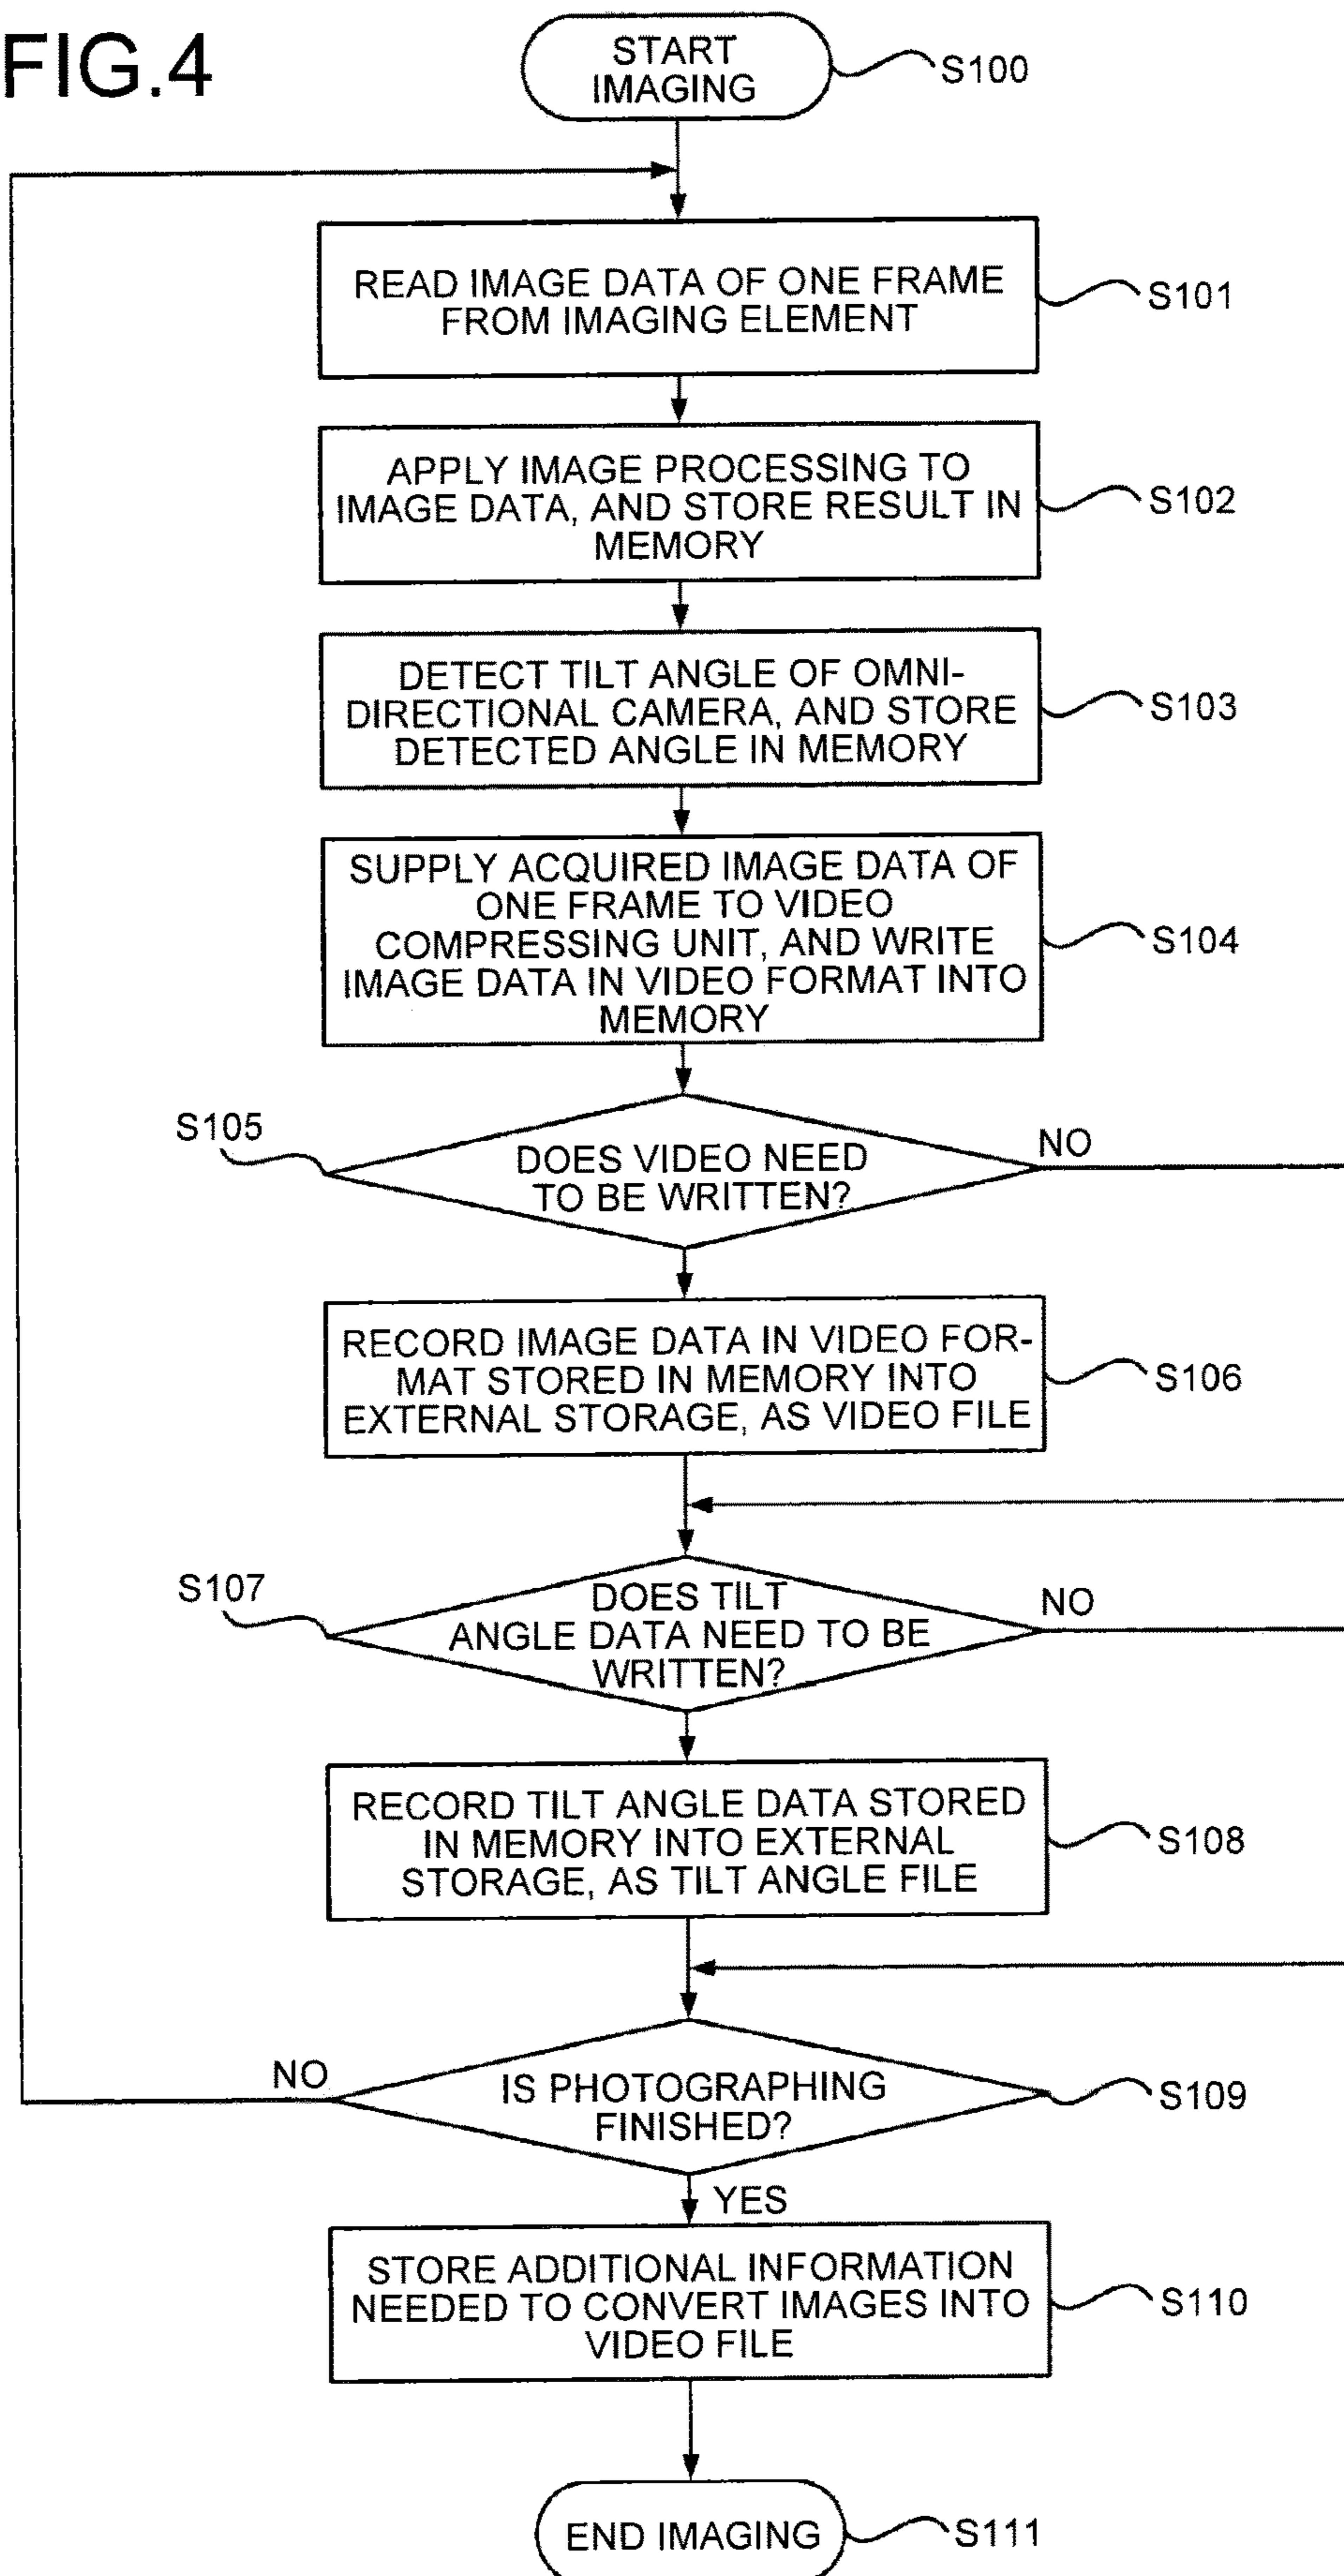 FIG.4
START
IMAGING
S100
READ IMAGE DATA OF ONE FRAME
FROM IMAGING ELEMENT
S101
APPLY IMAGE PROCESSING TO
IMAGE DATA, AND STORE RESULT IN
MEMORY
S102
DETECT TILT ANGLE OF OMNI-
DIRECTIONAL CAMERA, AND STORE
DETECTED ANGLE IN MEMORY
S103
SUPPLY ACQUIRED IMAGE DATA OF
ONE FRAME TO VIDEO
COMPRESSING UNIT, AND WRITE
IMAGE DATA IN VIDEO FORMAT INTO
MEMORY
S104
S105
DOES VIDEO NEED
TO BE WRITTEN?
NO
RECORD IMAGE DATA IN VIDEO FOR-
MAT STORED IN MEMORY INTO
EXTERNAL STORAGE, AS VIDEO FILE
S106
S107
DOES TILT
ANGLE DATA NEED TO BE
WRITTEN?
NO
RECORD TILT ANGLE DATA STORED
IN MEMORY INTO EXTERNAL
STORAGE, AS TILT ANGLE FILE
S108
NO
IS PHOTOGRAPHING
FINISHED?
S109
YES
STORE ADDITIONAL INFORMATION
NEEDED TO CONVERT IMAGES INTO
VIDEO FILE
S110
END IMAGING
S111